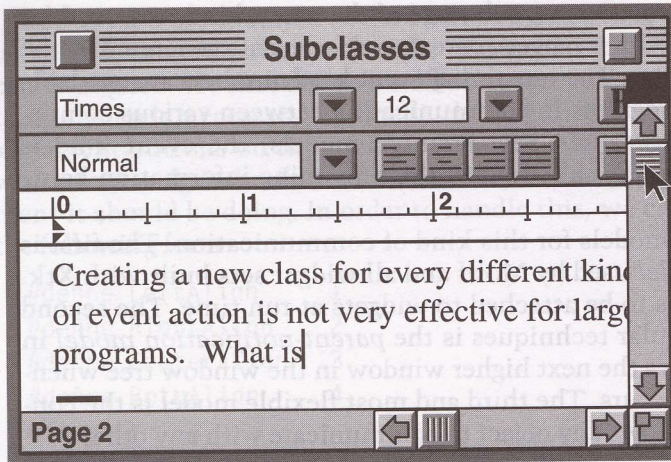 Subclasses
Times 12
Normal
0 1 2
Creating a new class for every different kind
of event action is not very effective for large
programs. What is
Page 2